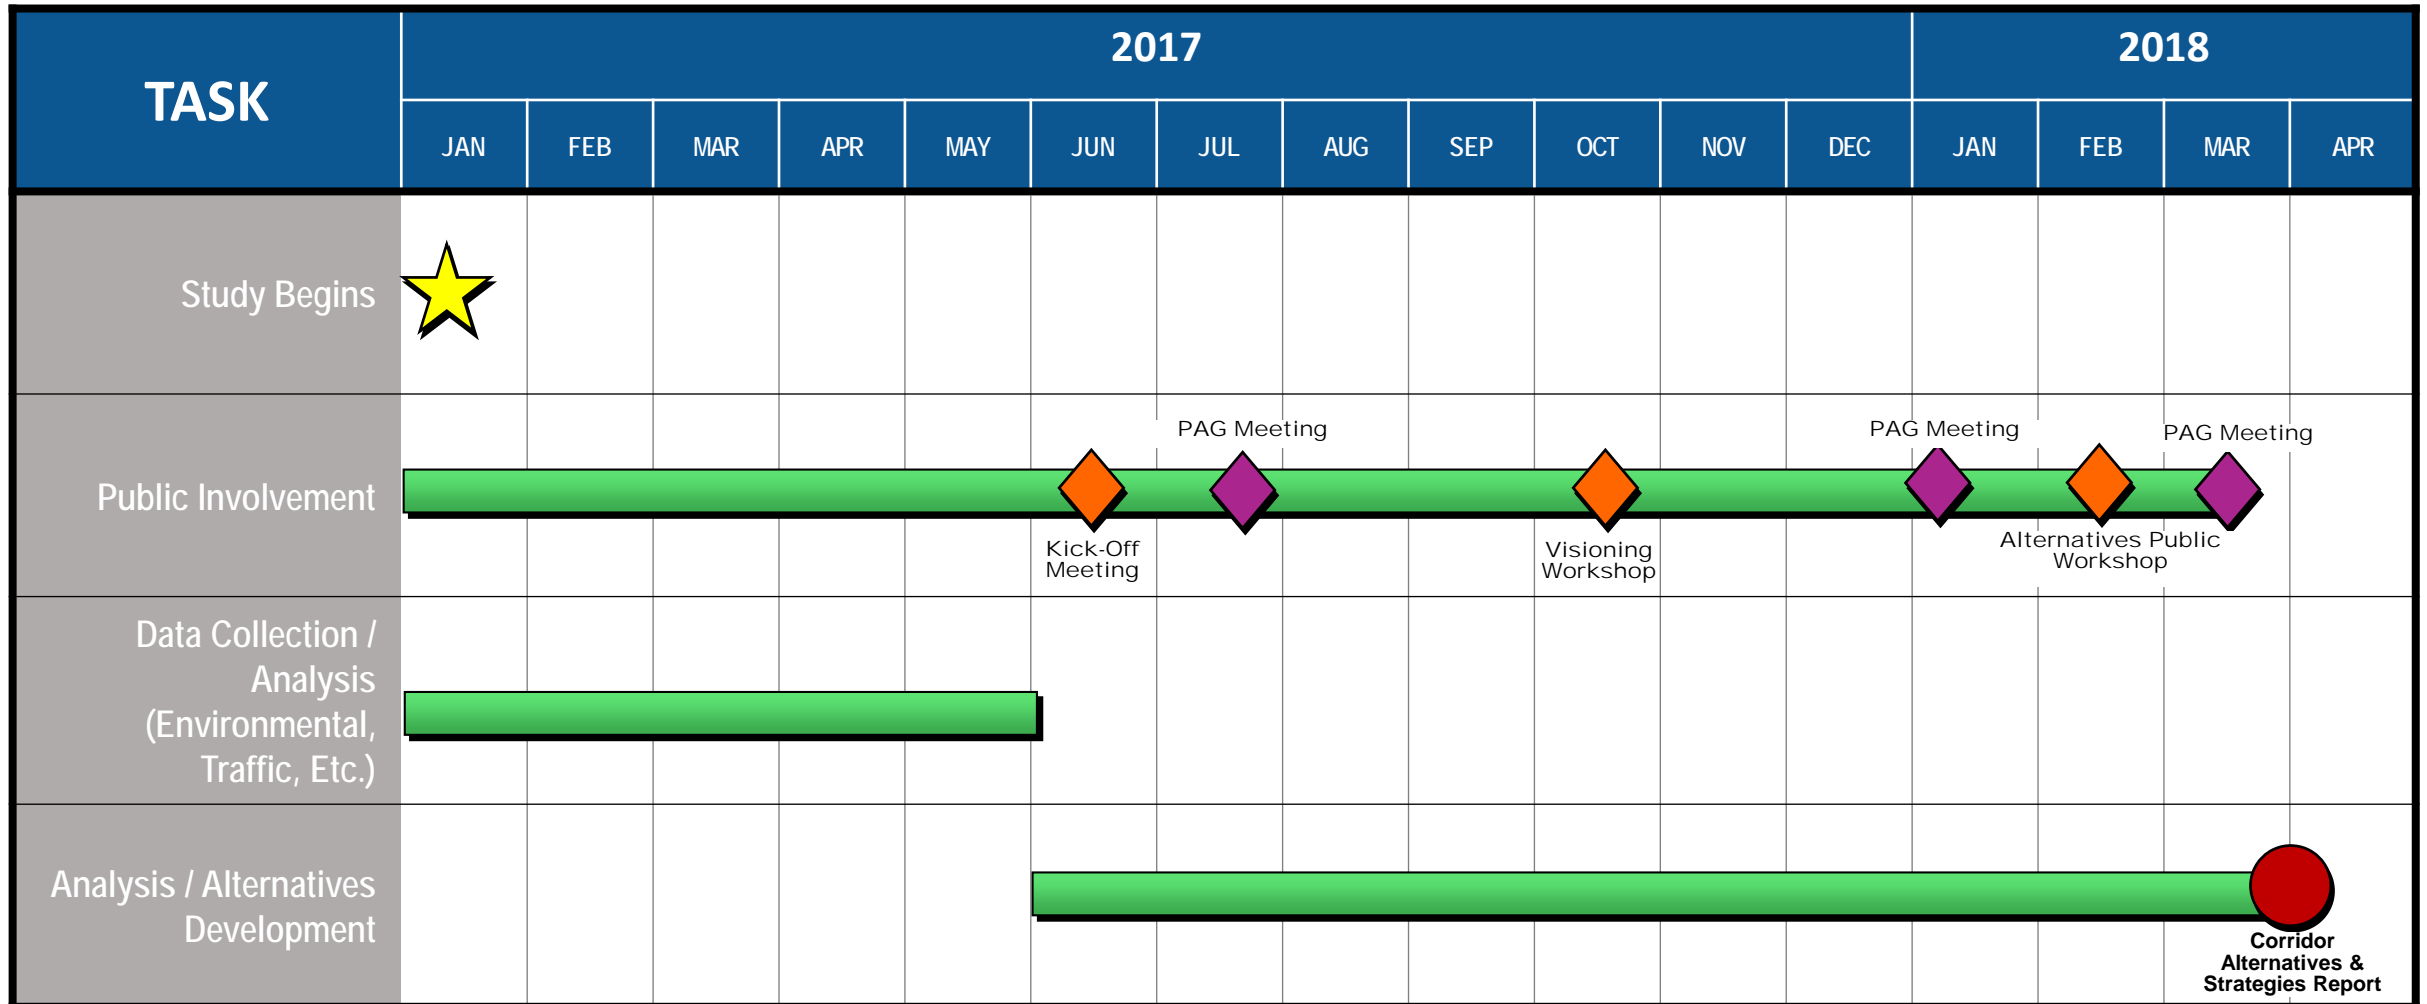 TASK
2017
2018
JAN
FEB
MAR
APR
MAY
JUN
JUL
AUG
SEP
OCT
NOV
DEC
JAN
FEB
MAR
APR
Study Begins
Public Involvement
PAG Meeting
PAG Meeting
PAG Meeting
Kick-Off
Meeting
Visioning
Workshop
Alternatives Public
Workshop
Data Collection /
Analysis
(Environmental,
Traffic, Etc.)
Analysis / Alternatives
Development
Corridor
Alternatives &
Strategies Report